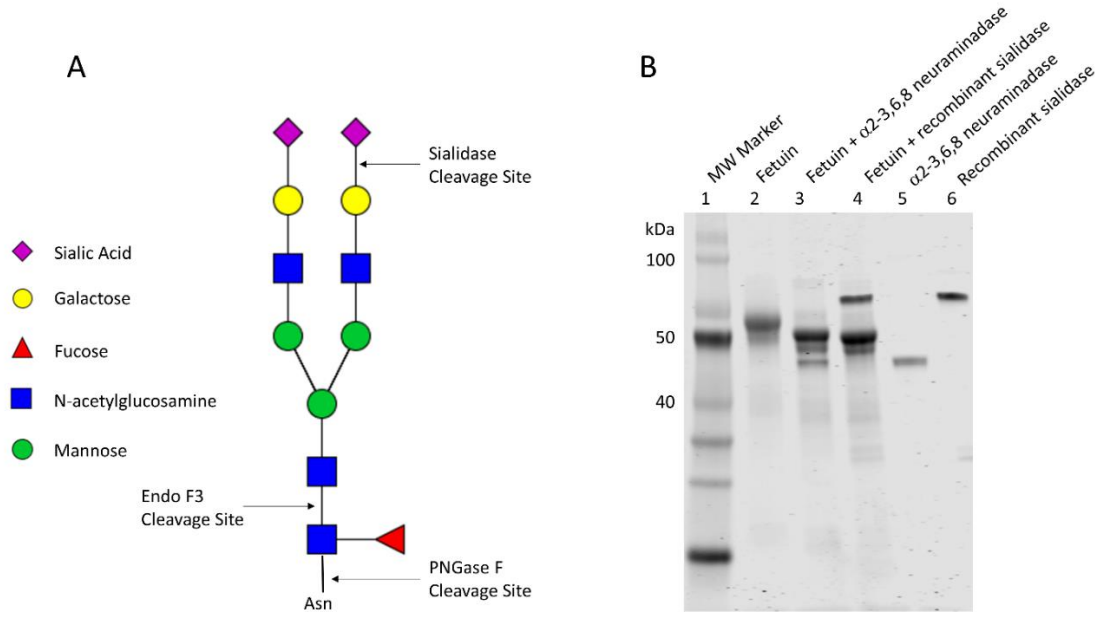 A
Sialidase
Cleavage Site
Sialic Acid
Galactose
Fucose
N-acetylglucosamine
Mannose
Endo F3
Cleavage Site
PNGase F
Cleavage Site
Asn
B
MW Marker
Fetuin
Fetuin + α2-3,6,8 neuraminadase
Fetuin + recombinant sialidase
α2-3,6,8 neuraminadase
Recombinant sialidase
1 2 3 4 5 6
kDa
100
50
40